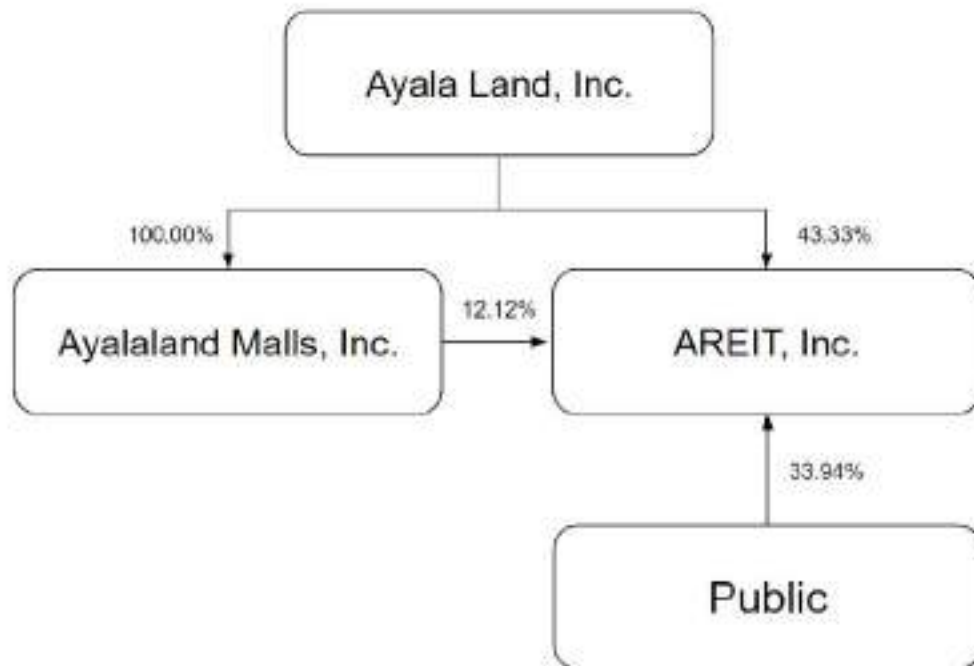 Ayala Land, Inc.
100.00%
43.33%
Ayalaland Malls, Inc.
12.12%
AREIT, Inc.
33.94%
Public